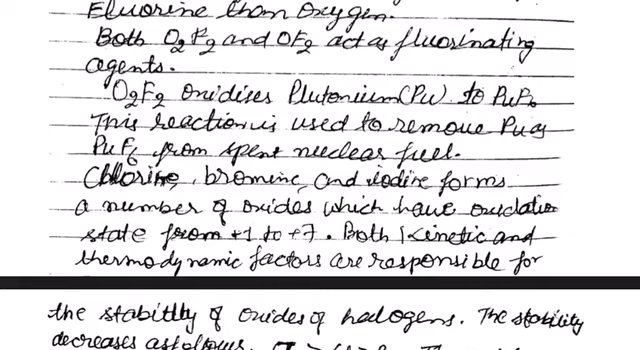 Fluorine than Oxygen.
Both O₂F₂ and OF₂ act as fluorinating
agents.
O₂F₂ oxidises Plutonium (Pu) to PuF₆
This reaction is used to remove Pu as
PuF₆ from spent nuclear fuel.
Chlorine, bromine, and iodine forms
a number of oxides which have oxidation
state from +1 to +7. Both Kinetic and
thermodynamic factors are responsible for
the stability of oxides of halogens. The stability
decreases as follows.